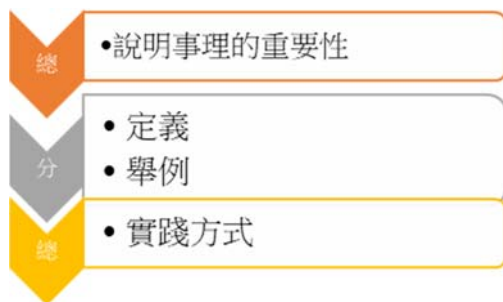 總
•說明事理的重要性
分
• 定義
• 舉例
總
• 實踐方式